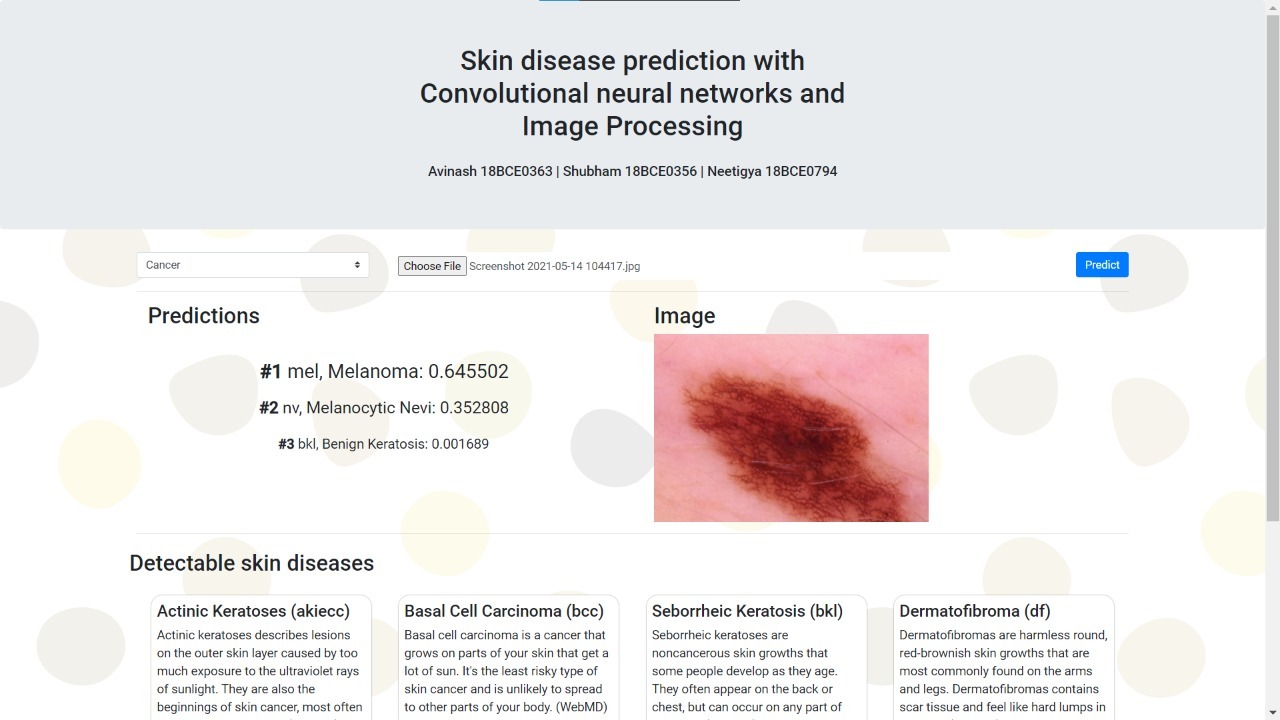 Skin disease prediction with
Convolutional neural networks and
Image Processing
Avinash 18BCE0363 | Shubham 18BCE0356 | Neetigya 18BCE0794
Cancer
Choose File Screenshot 2021-05-14 104417.jpg
Predict
Predictions
#1 mel, Melanoma: 0.645502
#2 nv, Melanocytic Nevi: 0.352808
#3 bkl, Benign Keratosis: 0.001689
Image
Detectable skin diseases
Actinic Keratoses (akiecc)
Actinic keratoses describes lesions
on the outer skin layer caused by too
much exposure to the ultraviolet rays
of sunlight. They are also the
beginnings of skin cancer, most often
Basal Cell Carcinoma (bcc)
Basal cell carcinoma is a cancer that
grows on parts of your skin that get a
lot of sun. It's the least risky type of
skin cancer and is unlikely to spread
to other parts of your body. (WebMD)
Seborrheic Keratosis (bkl)
Seborrheic keratoses are
noncancerous skin growths that
some people develop as they age.
They often appear on the back or
chest, but can occur on any part of
Dermatofibroma (df)
Dermatofibromas are harmless round,
red-brownish skin growths that are
most commonly found on the arms
and legs. Dermatofibromas contains
scar tissue and feel like hard lumps in